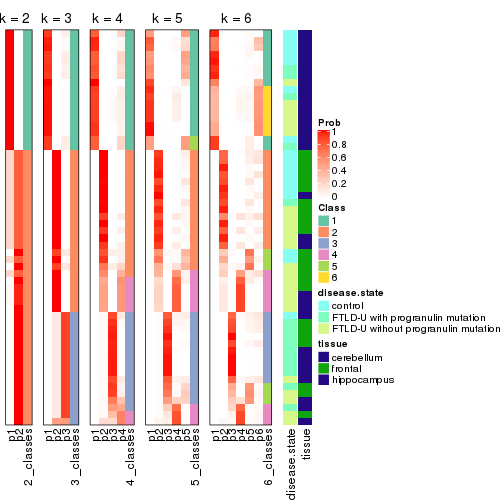 k = 2 k = 3 k = 4 k = 5 k = 6
Prob
1
0.8
0.6
0.4
0.2
0
Class
1
2
3
4
5
6
disease.state
control
FTLD-U with progranulin mutation
FTLD-U without progranulin mutation
tissue
cerebellum
frontal
hippocampus
p1 p2 2_classes p1 p2 p3 3_classes p1 p2 p3 p4 4_classes p1 p2 p3 p4 p5 5_classes p1 p2 p3 p4 p5 p6 6_classes disease.state tissue